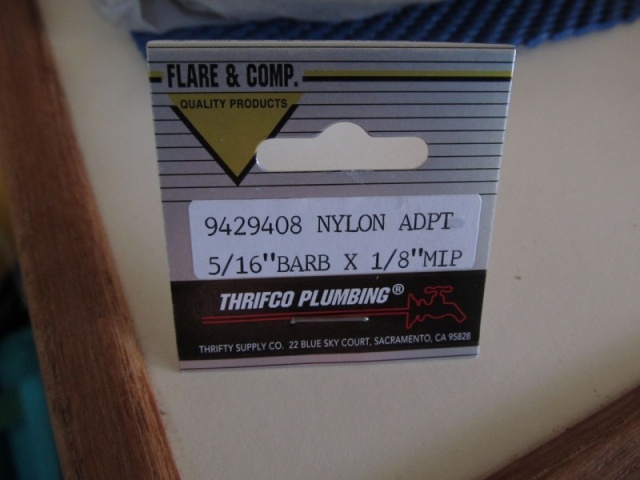 FLARE & COMP.
QUALITY PRODUCTS
9429408 NYLON ADPT
5/16"BARB X 1/8"MIP
THRIFCO PLUMBING®
THRIFTY SUPPLY CO. 22 BLUE SKY COURT, SACRAMENTO, CA 95828